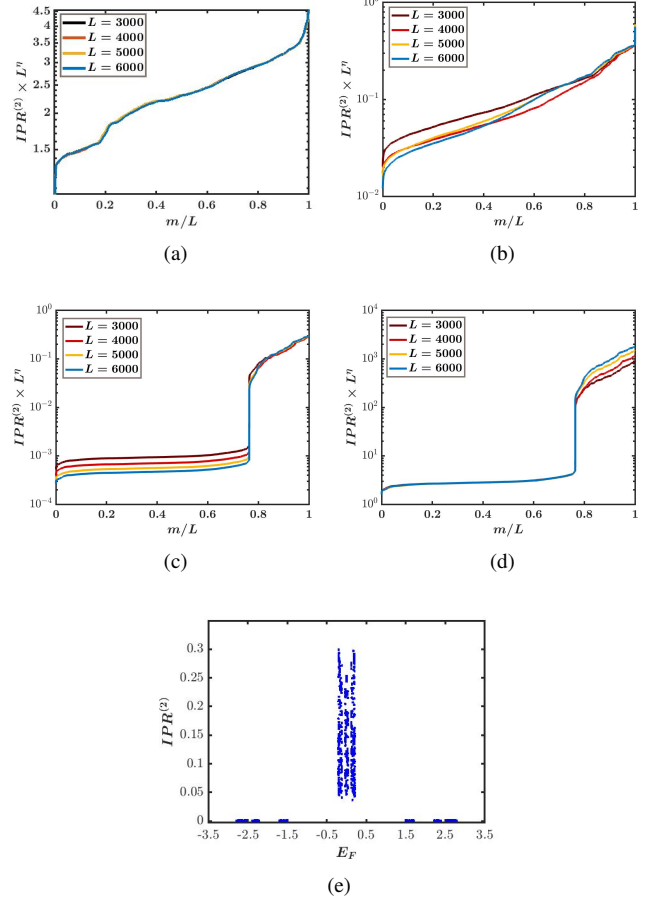 4.5
3.5
2.5
2
1.5
IPR^(2) × L^η
L = 3000
L = 4000
L = 5000
L = 6000
0 0.2 0.4 0.6 0.8 1
m/L
(a)
10^0
10^-1
10^-2
IPR^(2) × L^η
L = 3000
L = 4000
L = 5000
L = 6000
0 0.2 0.4 0.6 0.8 1
m/L
(b)
10^0
10^-1
10^-2
10^-3
10^-4
IPR^(2) × L^η
L = 3000
L = 4000
L = 5000
L = 6000
0 0.2 0.4 0.6 0.8 1
m/L
(c)
10^4
10^3
10^2
10^1
10^0
IPR^(2) × L^η
L = 3000
L = 4000
L = 5000
L = 6000
0 0.2 0.4 0.6 0.8 1
m/L
(d)
0.3
0.25
0.2
0.15
0.1
0.05
0
IPR^(2)
-3.5 -2.5 -1.5 -0.5 0.5 1.5 2.5 3.5
E_F
(e)